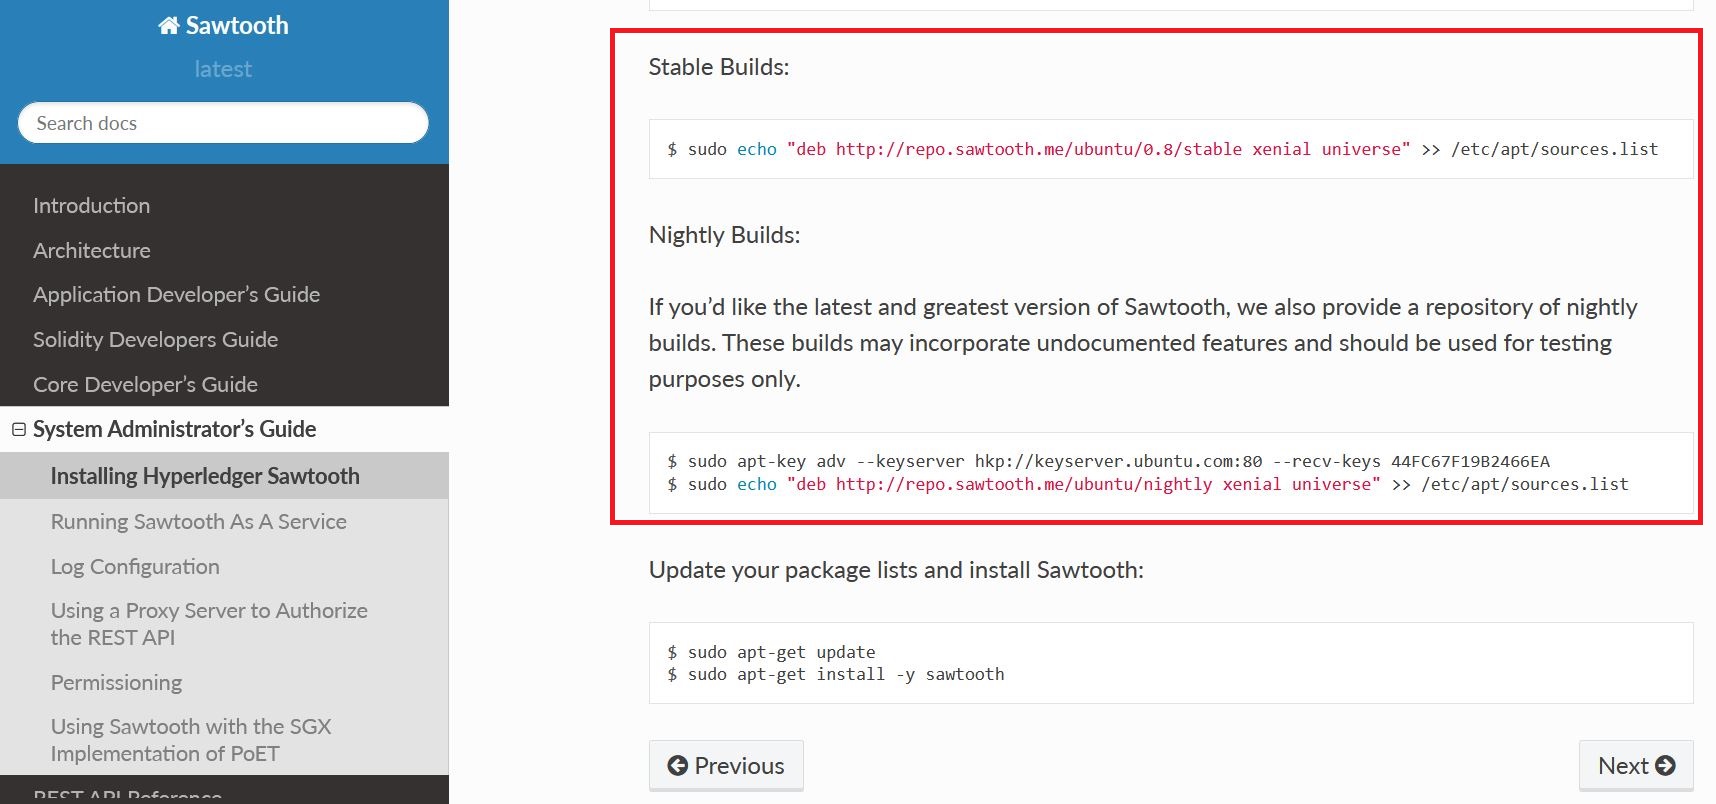 Sawtooth
latest
Search docs
Introduction
Architecture
Application Developer’s Guide
Solidity Developers Guide
Core Developer’s Guide
System Administrator’s Guide
Installing Hyperledger Sawtooth
Running Sawtooth As A Service
Log Configuration
Using a Proxy Server to Authorize
the REST API
Permissioning
Using Sawtooth with the SGX
Implementation of PoET
REST API Reference
Stable Builds:
$ sudo echo "deb http://repo.sawtooth.me/ubuntu/0.8/stable xenial universe" >> /etc/apt/sources.list
Nightly Builds:
If you’d like the latest and greatest version of Sawtooth, we also provide a repository of nightly
builds. These builds may incorporate undocumented features and should be used for testing
purposes only.
$ sudo apt-key adv --keyserver hkp://keyserver.ubuntu.com:80 --recv-keys 44FC67F19B2466EA
$ sudo echo "deb http://repo.sawtooth.me/ubuntu/nightly xenial universe" >> /etc/apt/sources.list
Update your package lists and install Sawtooth:
$ sudo apt-get update
$ sudo apt-get install -y sawtooth
Previous
Next